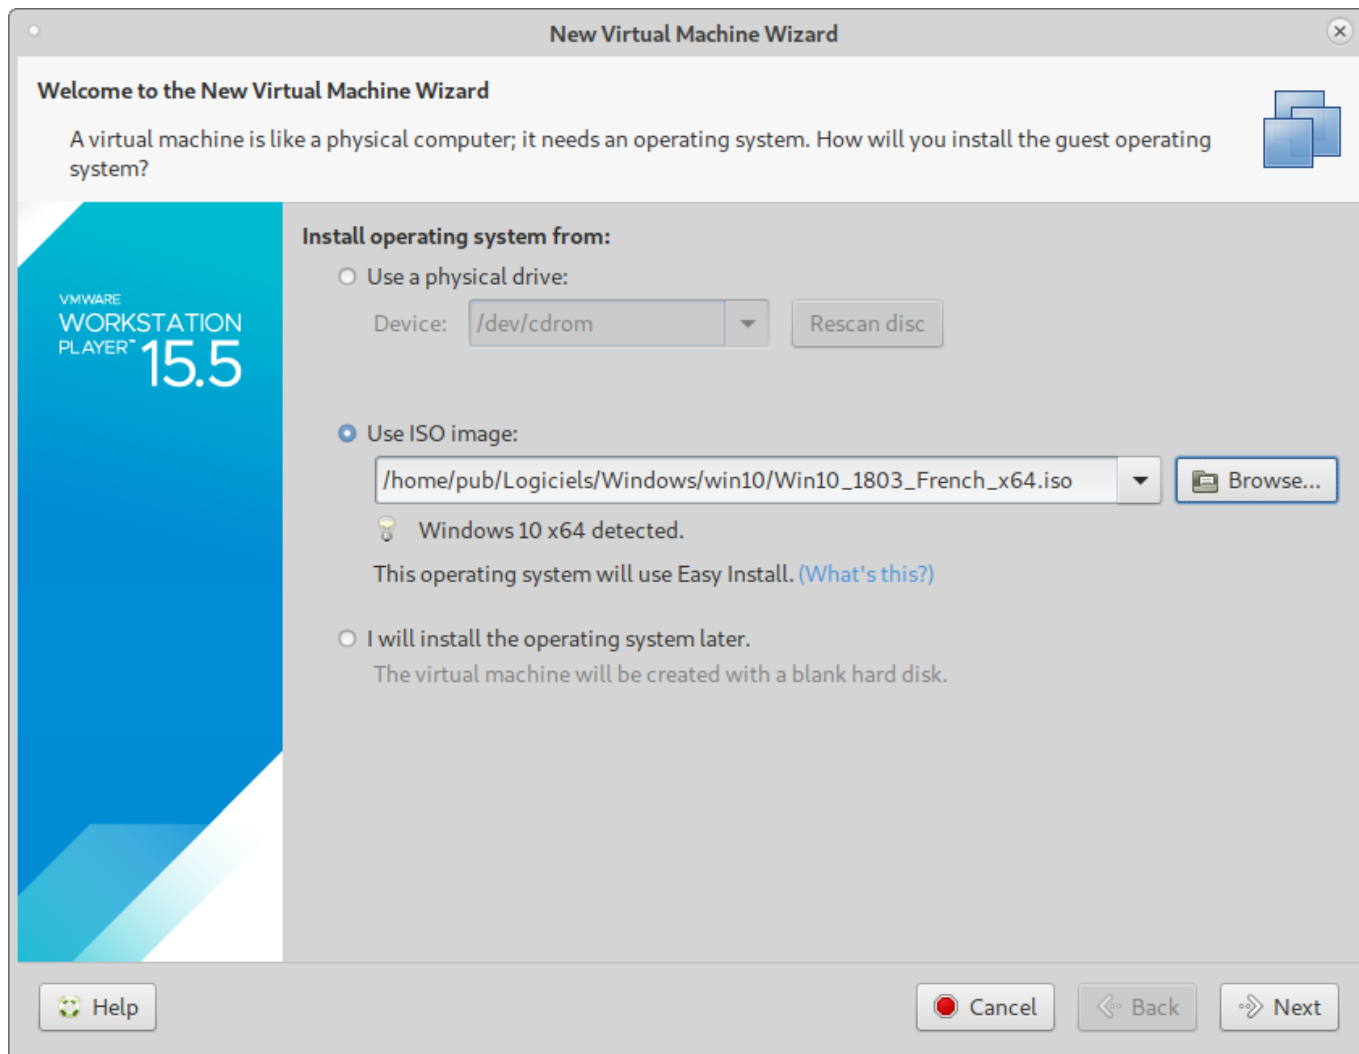 New Virtual Machine Wizard
Welcome to the New Virtual Machine Wizard
A virtual machine is like a physical computer; it needs an operating system. How will you install the guest operating
system?
VMWARE
WORKSTATION
PLAYER™ 15.5
Install operating system from:
Use a physical drive:
Device: /dev/cdrom Rescan disc
Use ISO image:
/home/pub/Logiciels/Windows/win10/Win10_1803_French_x64.iso Browse...
Windows 10 x64 detected.
This operating system will use Easy Install. (What's this?)
I will install the operating system later.
The virtual machine will be created with a blank hard disk.
Help Cancel Back Next